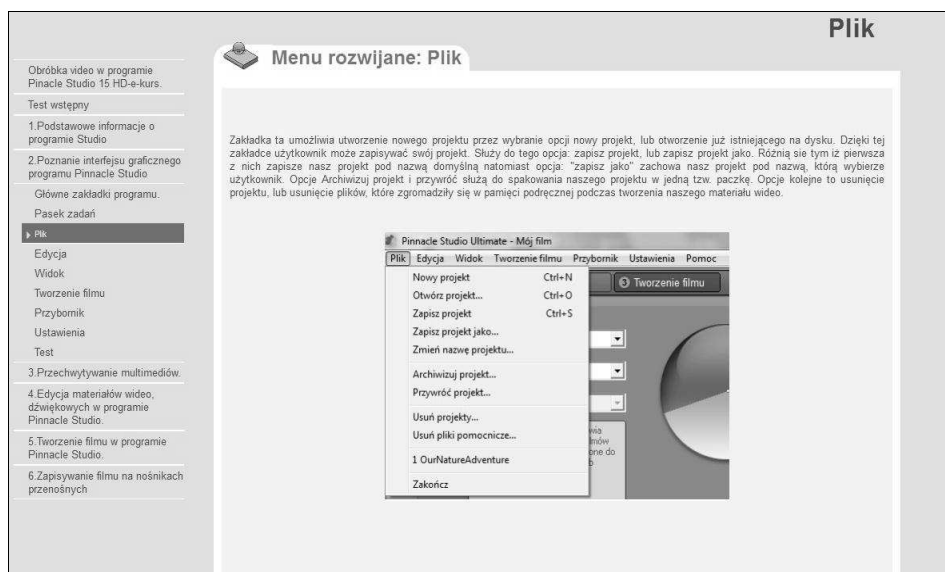 Plik
Menu rozwijane: Plik
Obróbka video w programie
Pinacle Studio 15 HD-e-kurs.
Test wstępny
1.Podstawowe informacje o
programie Studio
2.Poznanie interfejsu graficznego
programu Pinnacle Studio
Główne zakładki programu.
Pasek zadań
Plik
Edycja
Widok
Tworzenie filmu
Przybornik
Ustawienia
Test
3.Przechwytywanie multimediów.
4.Edycja materiałów wideo,
dźwiękowych w programie
Pinnacle Studio.
5.Tworzenie filmu w programie
Pinnacle Studio.
6.Zapisywanie filmu na nośnikach
przenośnych
Zakładka ta umożliwia utworzenie nowego projektu przez wybranie opcji nowy projekt, lub otworzenie już istniejącego na dysku. Dzięki tej
zakładce użytkownik może zapisywać swój projekt. Służy do tego opcja: zapisz projekt, lub zapisz projekt jako. Różnią sie tym iż pierwsza
z nich zapisze nasz projekt pod nazwą domyślną natomiast opcja: "zapisz jako" zachowa nasz projekt pod nazwą, którą wybierze
użytkownik. Opcje Archiwizuj projekt i przywróć służą do spakowania naszego projektu w jedną tzw. paczkę. Opcje kolejne to usunięcie
projektu, lub usunięcie plików, które zgromadziły się w pamięci podręcznej podczas tworzenia naszego materiału wideo.
Pinnacle Studio Ultimate - Mój film
Plik Edycja Widok Tworzenie filmu Przybornik Ustawienia Pomoc
Nowy projekt Ctrl+N
3 Tworzenie filmu
Otwórz projekt... Ctrl+O
Zapisz projekt Ctrl+S
Zapisz projekt jako...
Zmień nazwę projektu...
Archiwizuj projekt...
Przywróć projekt...
Usuń projekty...
Usuń pliki pomocnicze...
1 OurNatureAdventure
Zakończ